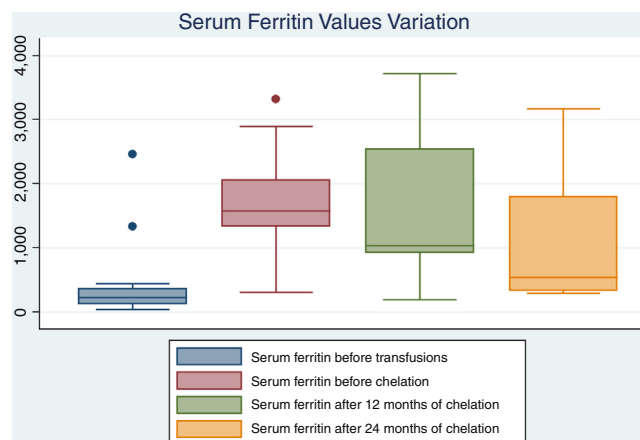 Serum Ferritin Values Variation
4,000
3,000
2,000
1,000
0
Serum ferritin before transfusions
Serum ferritin before chelation
Serum ferritin after 12 months of chelation
Serum ferritin after 24 months of chelation